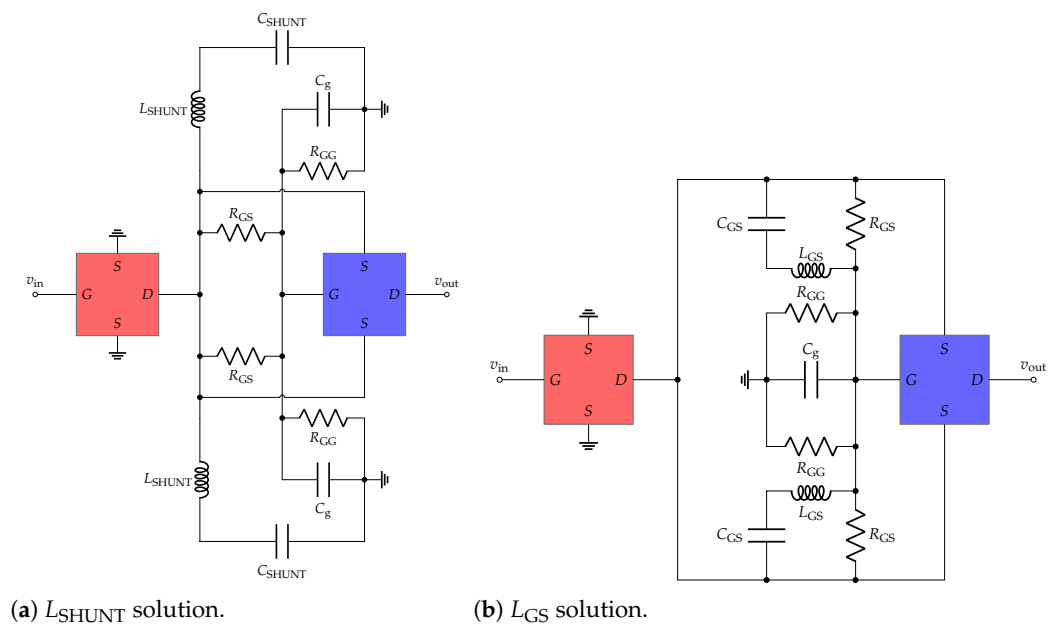 C_SHUNT
C_g
L_SHUNT
R_GG
R_GS
S
v_in
G
D
S
S
G
D
S
v_out
R_GS
R_GG
L_SHUNT
C_g
C_SHUNT
(a) L_SHUNT solution.
C_GS
R_GS
L_GS
R_GG
S
v_in
G
D
S
C_g
S
G
D
S
v_out
R_GG
L_GS
C_GS
R_GS
(b) L_GS solution.